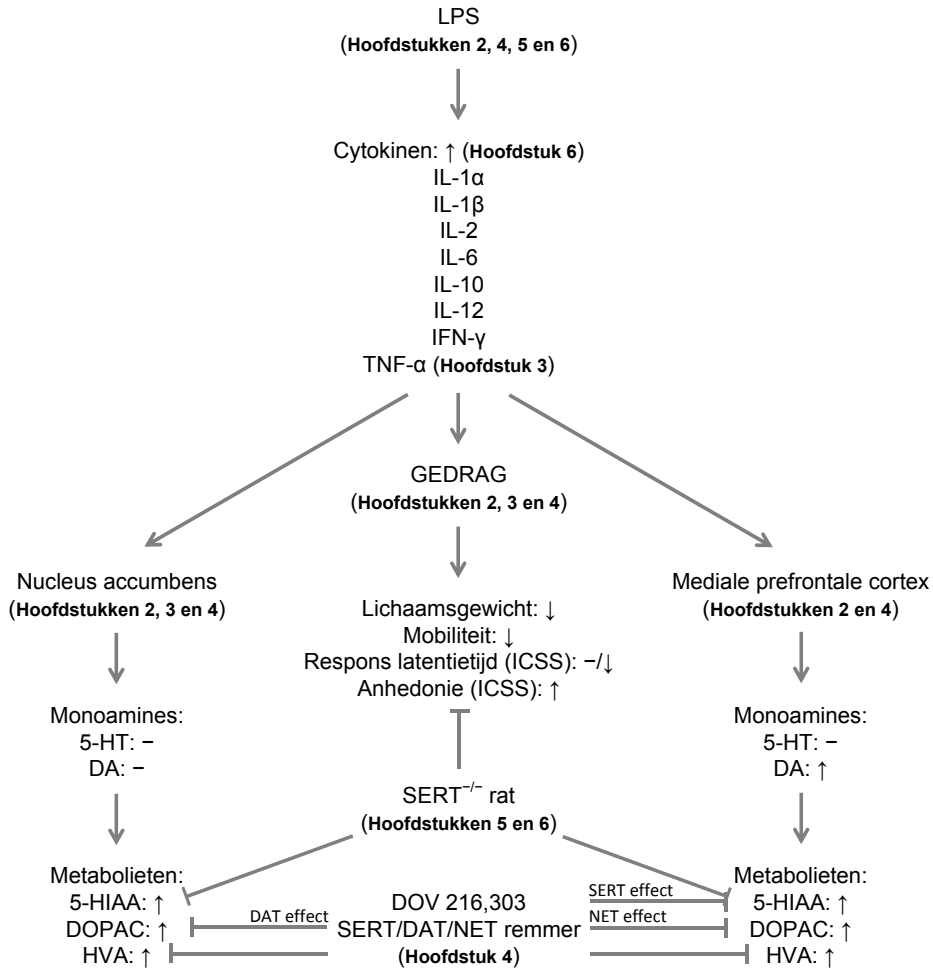 LPS
(Hoofdstukken 2, 4, 5 en 6)
Cytokinen: ↑ (Hoofdstuk 6)
IL-1α
IL-1β
IL-2
IL-6
IL-10
IL-12
IFN-γ
TNF-α (Hoofdstuk 3)
GEDRAG
(Hoofdstukken 2, 3 en 4)
Nucleus accumbens
(Hoofdstukken 2, 3 en 4)
Mediale prefrontale cortex
(Hoofdstukken 2 en 4)
Lichaamsgewicht: ↓
Mobiliteit: ↓
Respons latentietijd (ICSS): −/↓
Anhedonie (ICSS): ↑
Monoamines:
5-HT: −
DA: −
Monoamines:
5-HT: −
DA: ↑
SERT⁻/⁻ rat
(Hoofdstukken 5 en 6)
Metabolieten:
5-HIAA: ↑
DOPAC: ↑
HVA: ↑
DAT effect
DOV 216,303
SERT/DAT/NET remmer
(Hoofdstuk 4)
SERT effect
NET effect
Metabolieten:
5-HIAA: ↑
DOPAC: ↑
HVA: ↑